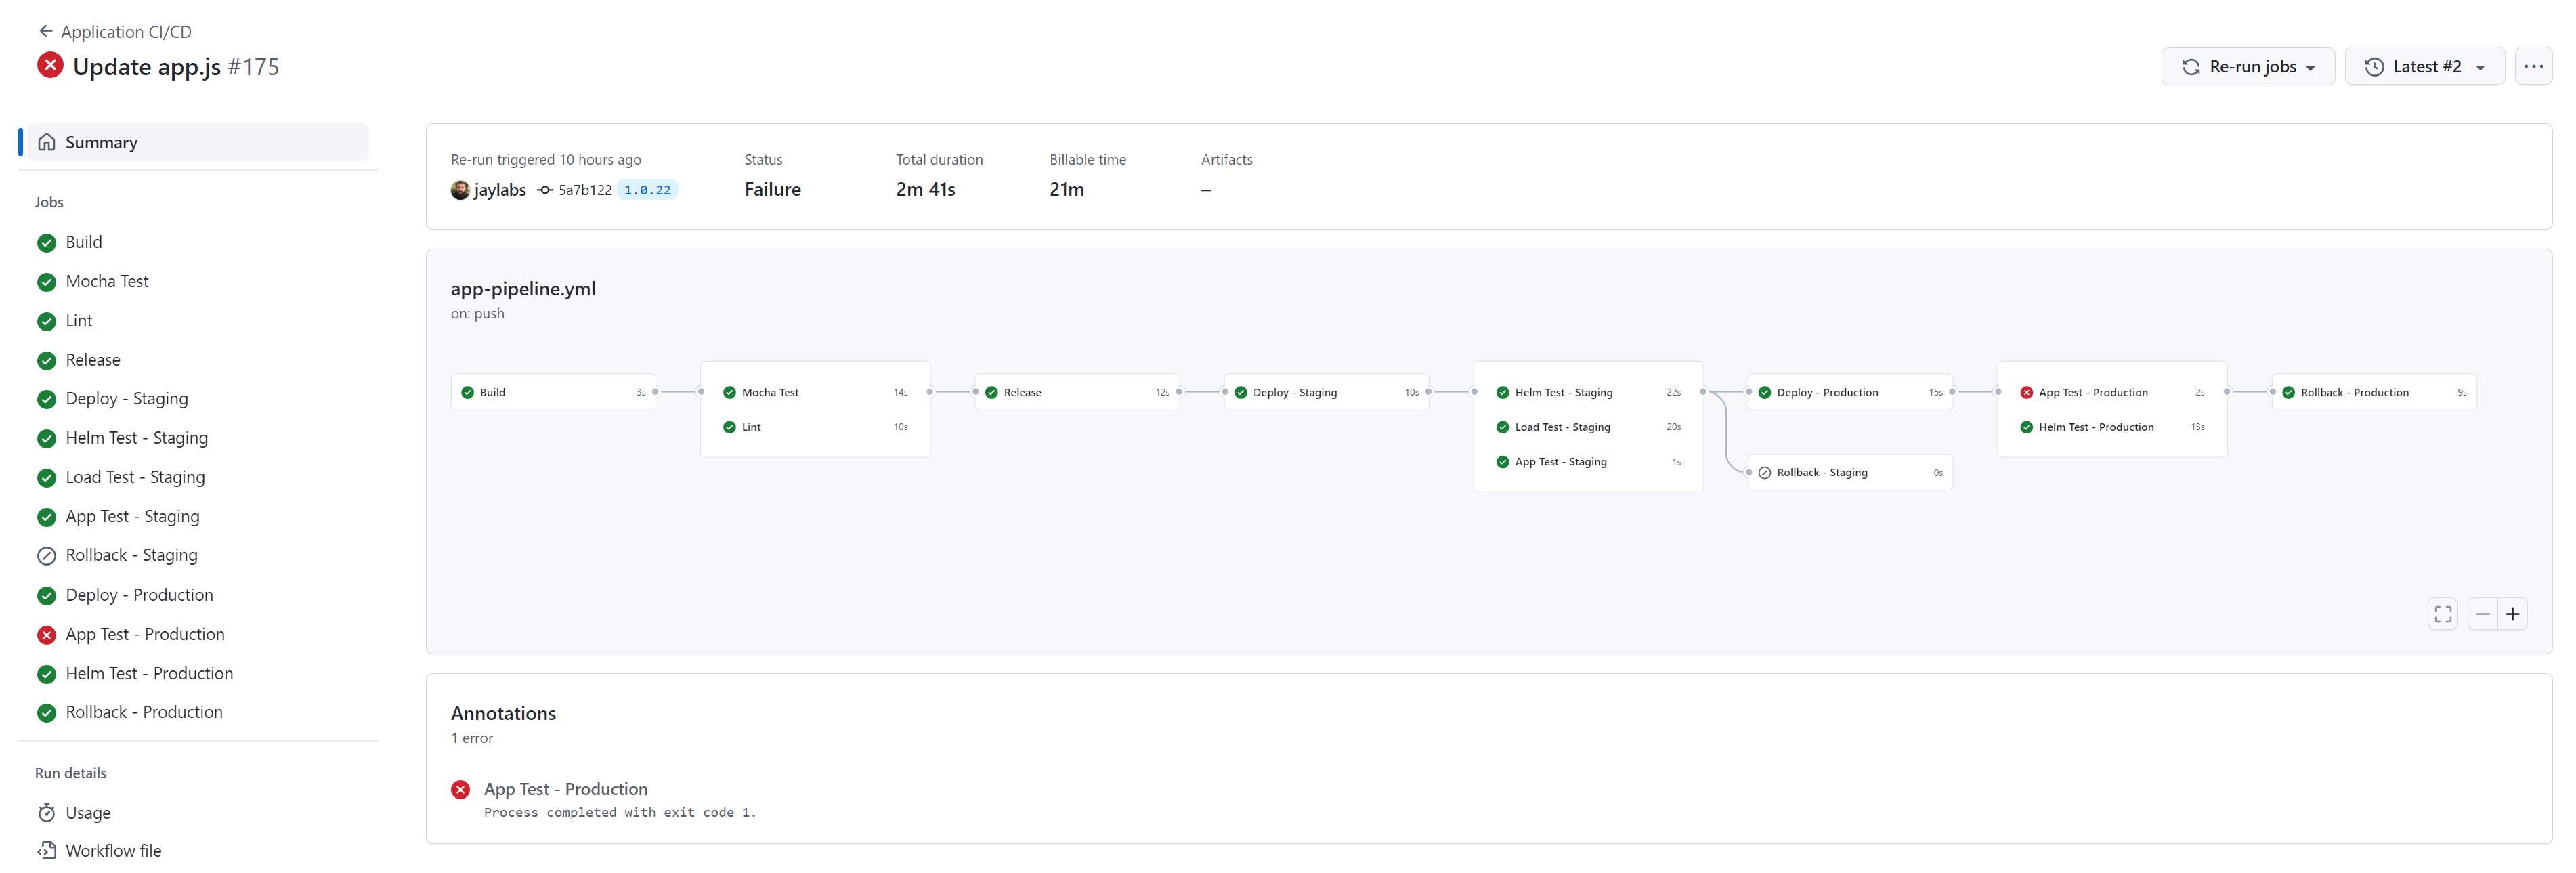 Application CI/CD
Update app.js #175
Re-run jobs
Latest #2
Summary
Jobs
Build
Mocha Test
Lint
Release
Deploy - Staging
Helm Test - Staging
Load Test - Staging
App Test - Staging
Rollback - Staging
Deploy - Production
App Test - Production
Helm Test - Production
Rollback - Production
Run details
Usage
Workflow file
Re-run triggered 10 hours ago
jaylabs 5a7b122 1.0.22
Status
Failure
Total duration
2m 41s
Billable time
21m
Artifacts
–
app-pipeline.yml
on: push
Build 3s
Mocha Test 14s
Lint 10s
Release 12s
Deploy - Staging 10s
Helm Test - Staging 22s
Load Test - Staging 20s
App Test - Staging 1s
Deploy - Production 15s
Rollback - Staging 0s
App Test - Production 2s
Helm Test - Production 13s
Rollback - Production 9s
Annotations
1 error
App Test - Production
Process completed with exit code 1.